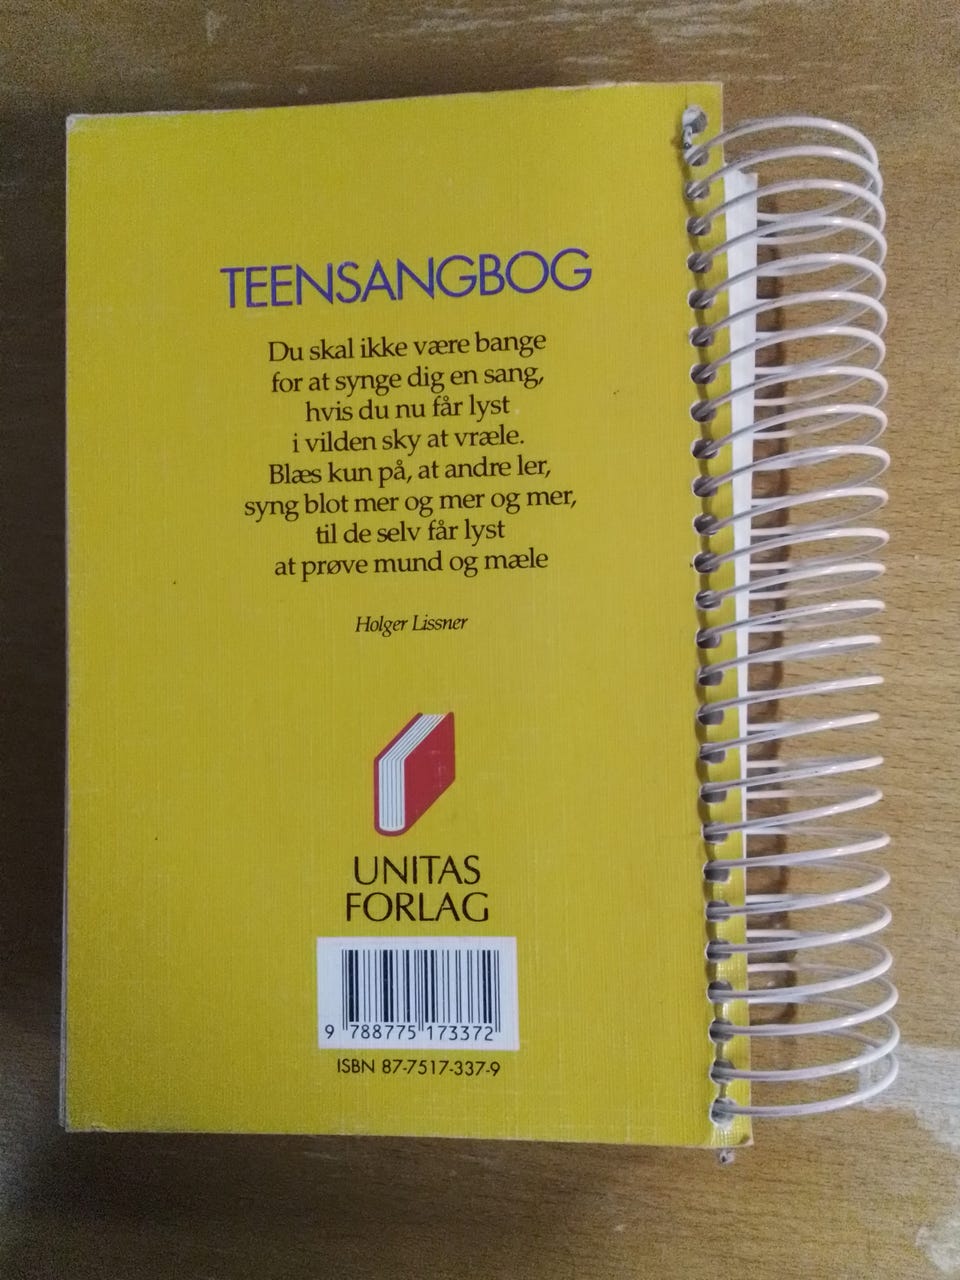 TEENSANGBOG
Du skal ikke være bange
for at synge dig en sang,
hvis du nu får lyst
i vilden sky at vræle.
Blæs kun på, at andre ler,
syng blot mer og mer og mer,
til de selv får lyst
at prøve mund og mæle
Holger Lissner
UNITAS
FORLAG
9 788775 173372
ISBN 87-7517-337-9